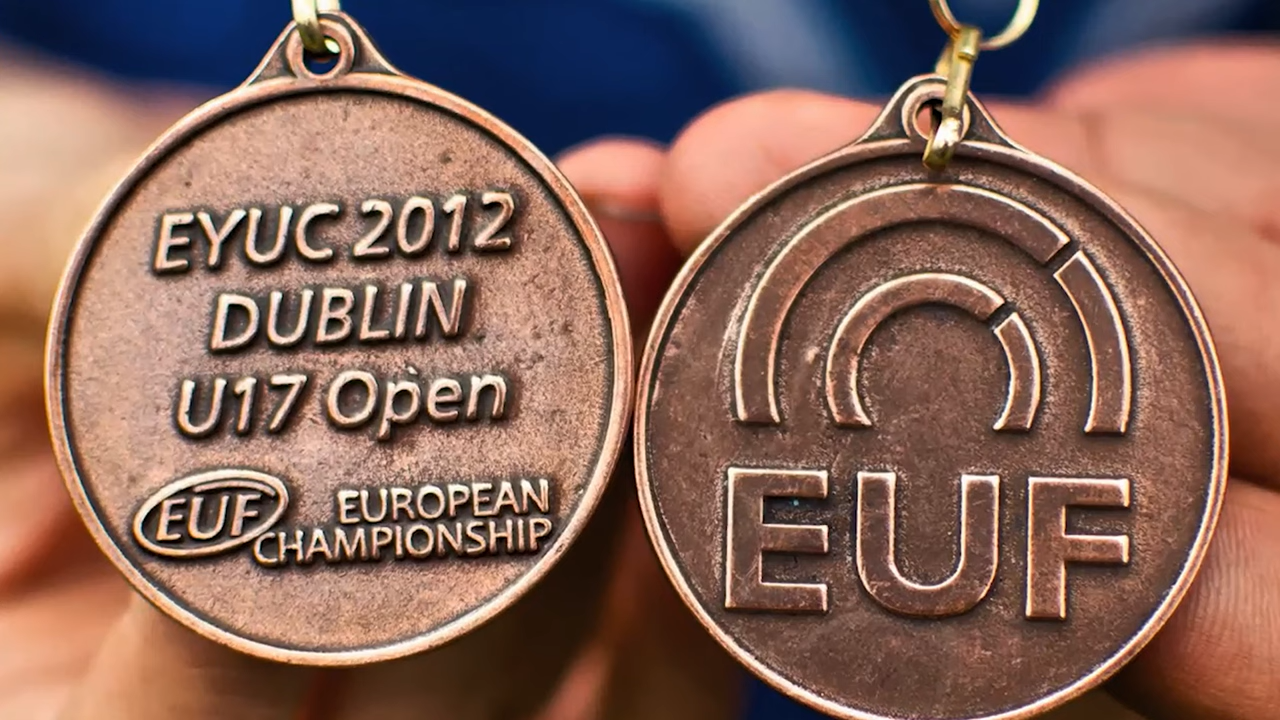 EYUC 2012
DUBLIN
U17 Open
EUF
EUROPEAN
CHAMPIONSHIP
EUF